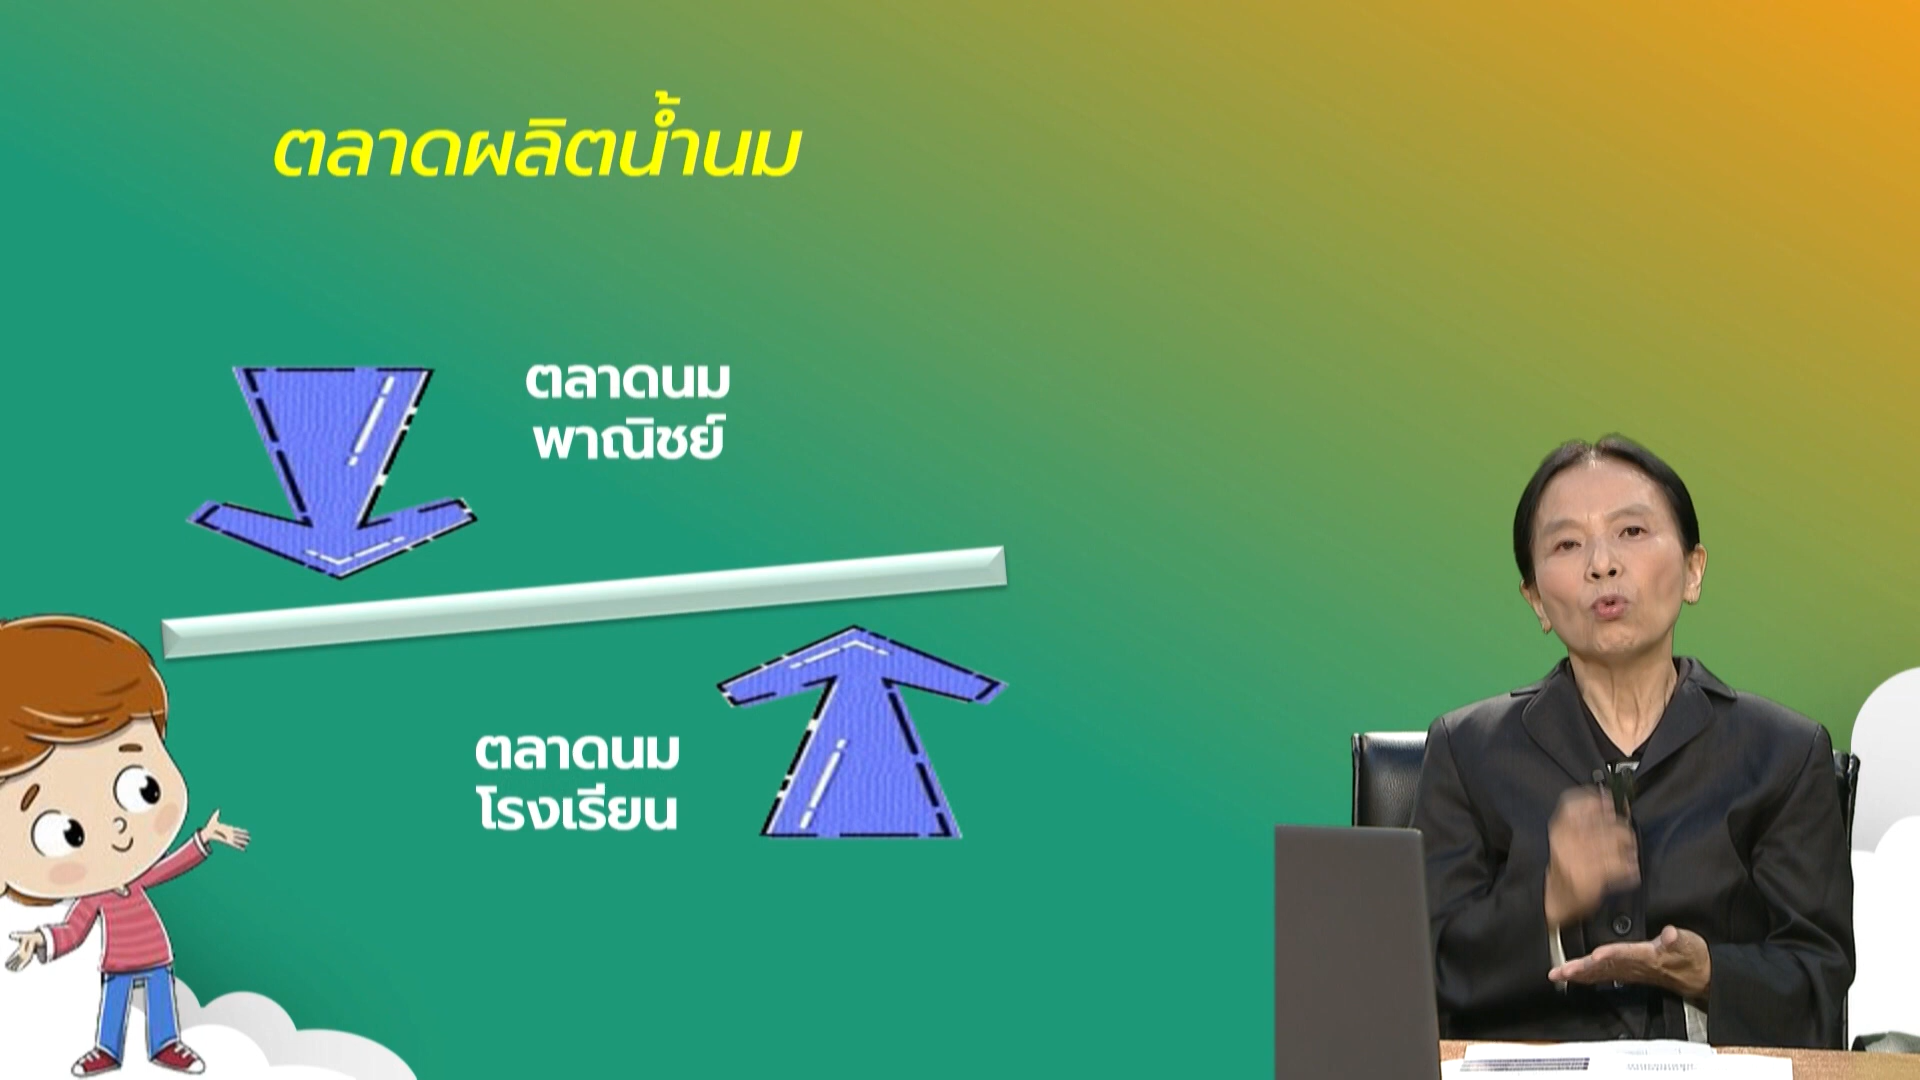 ตลาดผลิตน้ำนม
ตลาดนม
พาณิชย์
ตลาดนม
โรงเรียน